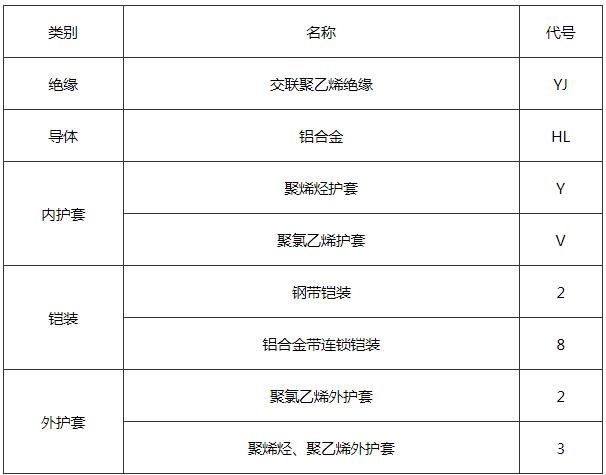 类别 名称 代号
绝缘 交联聚乙烯绝缘 YJ
导体 铝合金 HL
内护套 聚烯烃护套 Y
聚氯乙烯护套 V
铠装 钢带铠装 2
铝合金带连锁铠装 8
外护套 聚氯乙烯外护套 2
聚烯烃、聚乙烯外护套 3